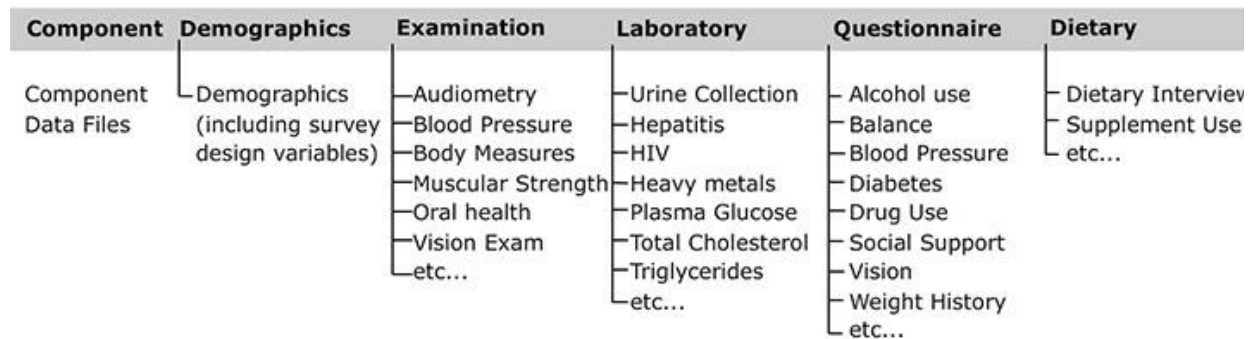 Component Demographics Examination Laboratory Questionnaire Dietary
Component Data Files
Demographics (including survey design variables)
Audiometry
Blood Pressure
Body Measures
Muscular Strength
Oral health
Vision Exam
etc...
Urine Collection
Hepatitis
HIV
Heavy metals
Plasma Glucose
Total Cholesterol
Triglycerides
etc...
Alcohol use
Balance
Blood Pressure
Diabetes
Drug Use
Social Support
Vision
Weight History
etc...
Dietary Interview
Supplement Use
etc...